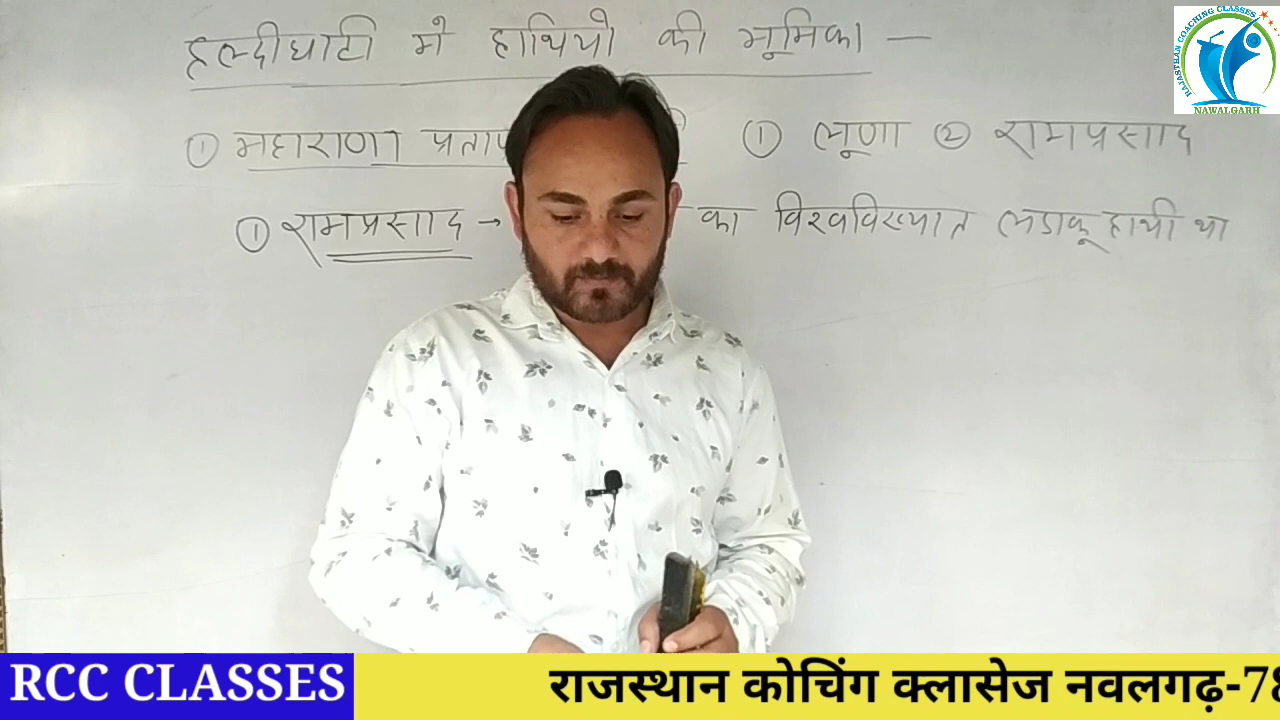 हल्दीघाटी में हाथियो की भूमिका —
① महाराणा प्रताप ① लूणा ② रामप्रसाद
① रामप्रसाद → का विश्वविख्यात लडाकू हाथी था
RAJASTHAN COACHING CLASSES
NAWALGARH
RCC CLASSES
राजस्थान कोचिंग क्लासेज नवलगढ़-78